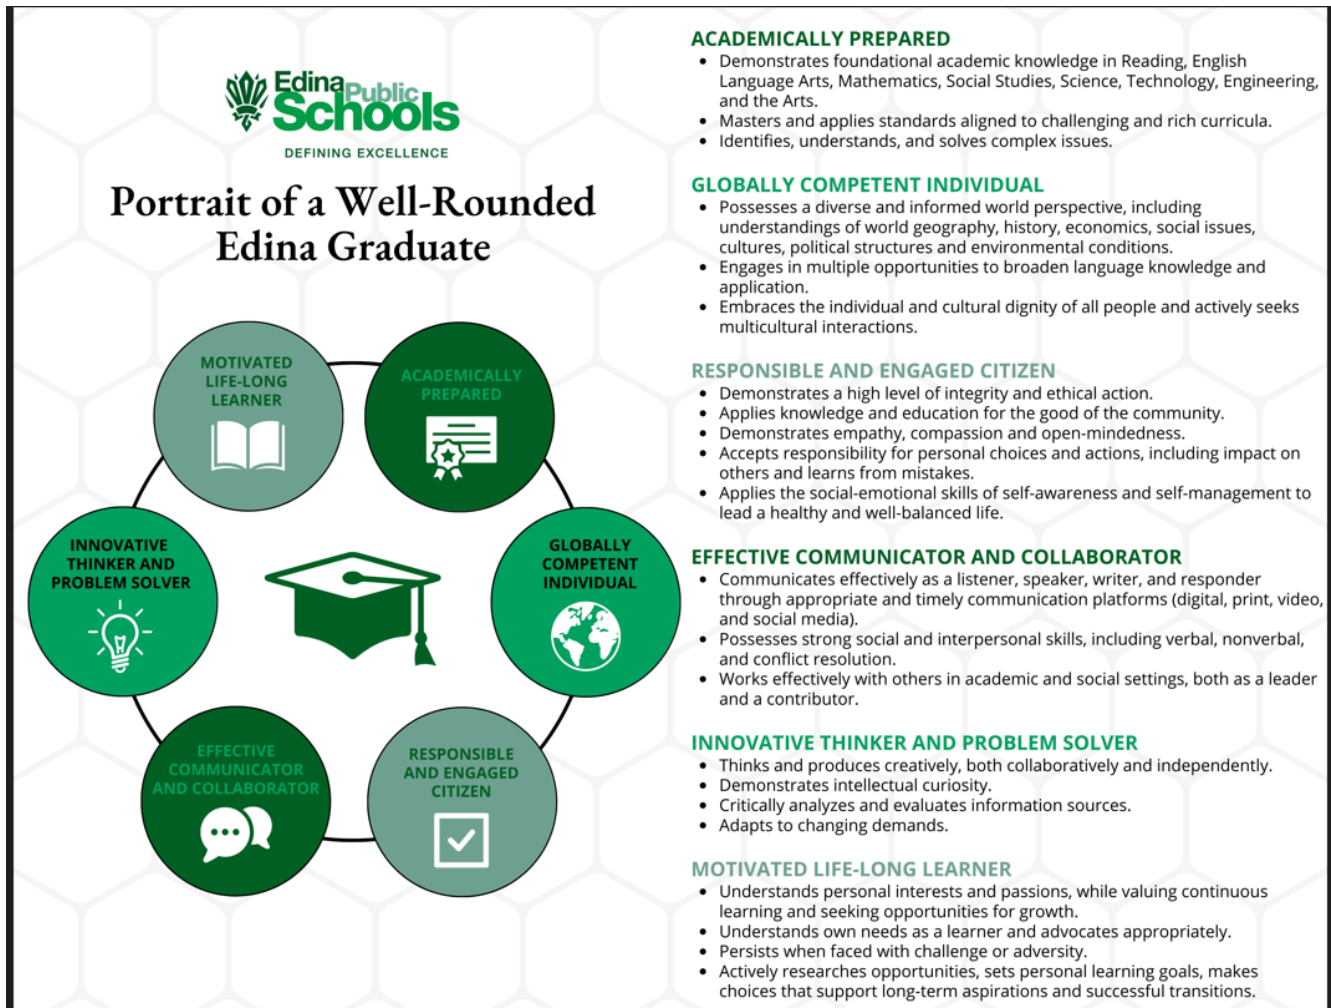 Edina Public
Schools
DEFINING EXCELLENCE
Portrait of a Well-Rounded
Edina Graduate
MOTIVATED
LIFE-LONG
LEARNER
ACADEMICALLY
PREPARED
INNOVATIVE
THINKER AND
PROBLEM SOLVER
GLOBALLY
COMPETENT
INDIVIDUAL
EFFECTIVE
COMMUNICATOR
AND COLLABORATOR
RESPONSIBLE
AND ENGAGED
CITIZEN
ACADEMICALLY PREPARED
• Demonstrates foundational academic knowledge in Reading, English
Language Arts, Mathematics, Social Studies, Science, Technology, Engineering,
and the Arts.
• Masters and applies standards aligned to challenging and rich curricula.
• Identifies, understands, and solves complex issues.
GLOBALLY COMPETENT INDIVIDUAL
• Possesses a diverse and informed world perspective, including
understandings of world geography, history, economics, social issues,
cultures, political structures and environmental conditions.
• Engages in multiple opportunities to broaden language knowledge and
application.
• Embraces the individual and cultural dignity of all people and actively seeks
multicultural interactions.
RESPONSIBLE AND ENGAGED CITIZEN
• Demonstrates a high level of integrity and ethical action.
• Applies knowledge and education for the good of the community.
• Demonstrates empathy, compassion and open-mindedness.
• Accepts responsibility for personal choices and actions, including impact on
others and learns from mistakes.
• Applies the social-emotional skills of self-awareness and self-management to
lead a healthy and well-balanced life.
EFFECTIVE COMMUNICATOR AND COLLABORATOR
• Communicates effectively as a listener, speaker, writer, and responder
through appropriate and timely communication platforms (digital, print, video,
and social media).
• Possesses strong social and interpersonal skills, including verbal, nonverbal,
and conflict resolution.
• Works effectively with others in academic and social settings, both as a leader
and a contributor.
INNOVATIVE THINKER AND PROBLEM SOLVER
• Thinks and produces creatively, both collaboratively and independently.
• Demonstrates intellectual curiosity.
• Critically analyzes and evaluates information sources.
• Adapts to changing demands.
MOTIVATED LIFE-LONG LEARNER
• Understands personal interests and passions, while valuing continuous
learning and seeking opportunities for growth.
• Understands own needs as a learner and advocates appropriately.
• Persists when faced with challenge or adversity.
• Actively researches opportunities, sets personal learning goals, makes
choices that support long-term aspirations and successful transitions.